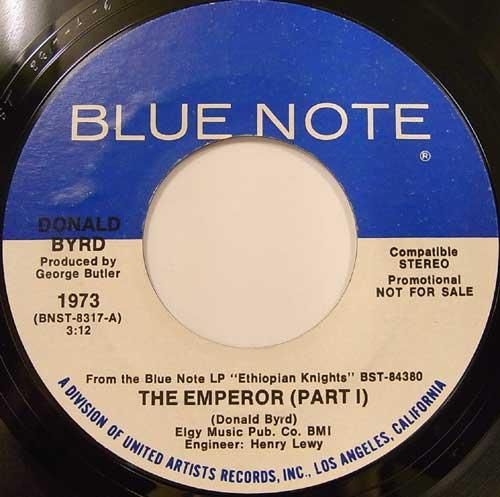 BLUE NOTE
®
DONALD
BYRD
Produced by
George Butler
1973
(BNST-8317-A)
3:12
Compatible
STEREO
Promotional
NOT FOR SALE
From the Blue Note LP "Ethiopian Knights" BST-84380
THE EMPEROR (PART I)
(Donald Byrd)
Elgy Music Pub. Co. BMI
Engineer: Henry Lewy
A DIVISION OF UNITED ARTISTS RECORDS, INC., LOS ANGELES, CALIFORNIA